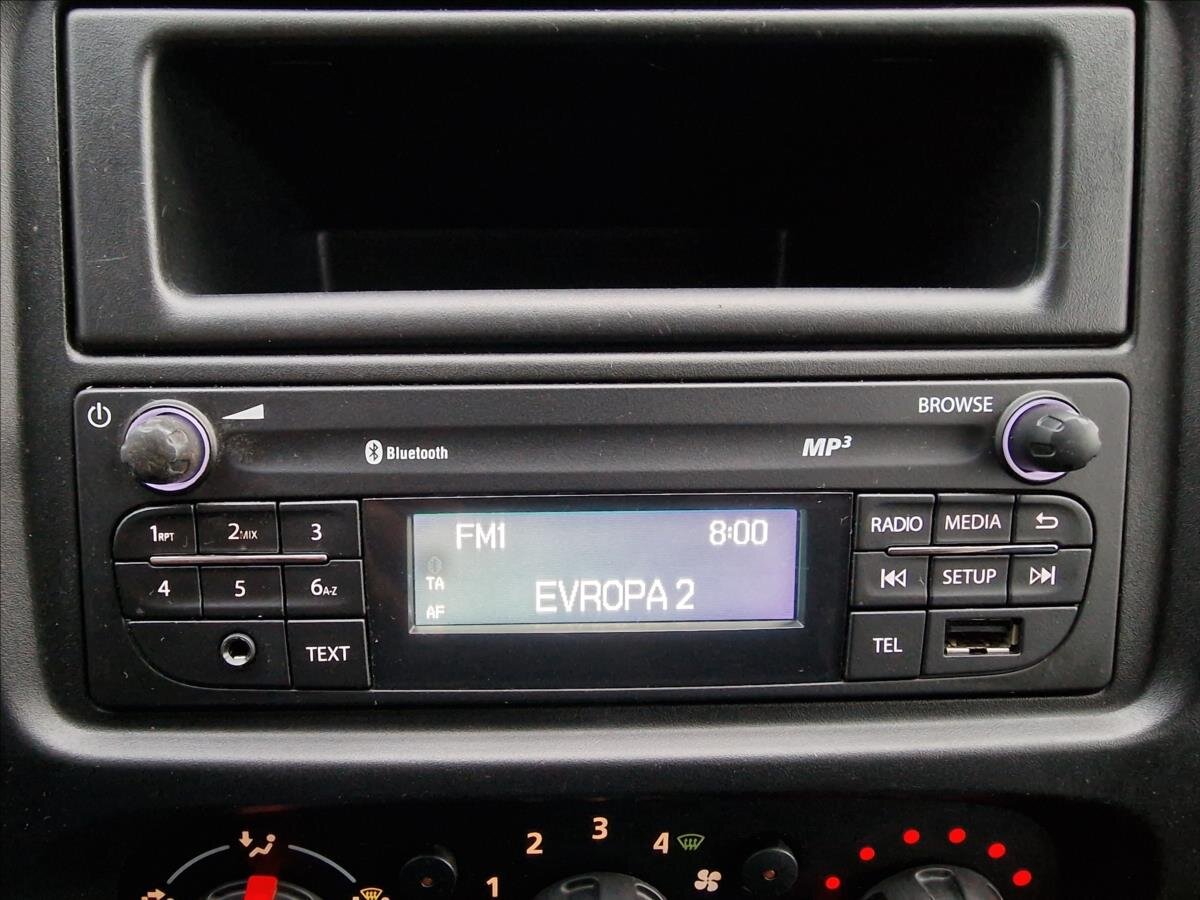 BROWSE
Bluetooth
MP3
1RPT 2MIX 3
4 5 6A-Z
TEXT
FM1 8:00
TA
EVROPA 2
AF
RADIO MEDIA
SETUP
TEL
1 2 3 4